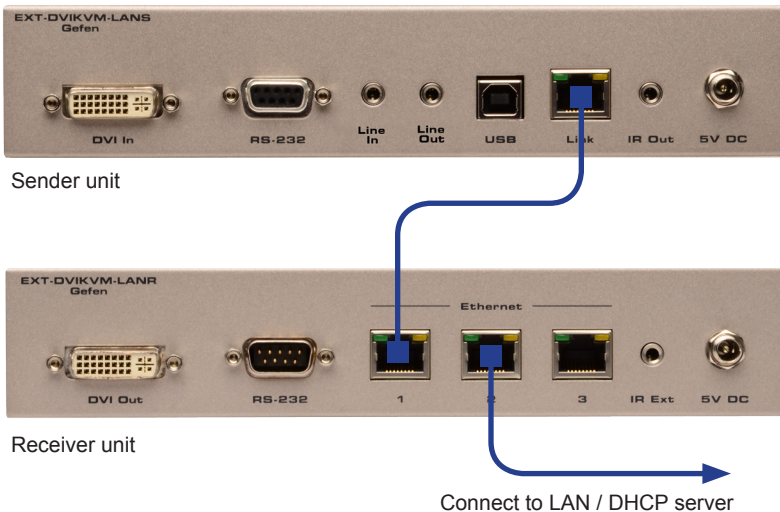 EXT-DVIKVM-LANS
Gefen
DVI In
RS-232
Line
In
Line
Out
USB
Link
IR Out
5V DC
Sender unit
EXT-DVIKVM-LANR
Gefen
Ethernet
DVI Out
RS-232
1
2
3
IR Ext
5V DC
Receiver unit
Connect to LAN / DHCP server